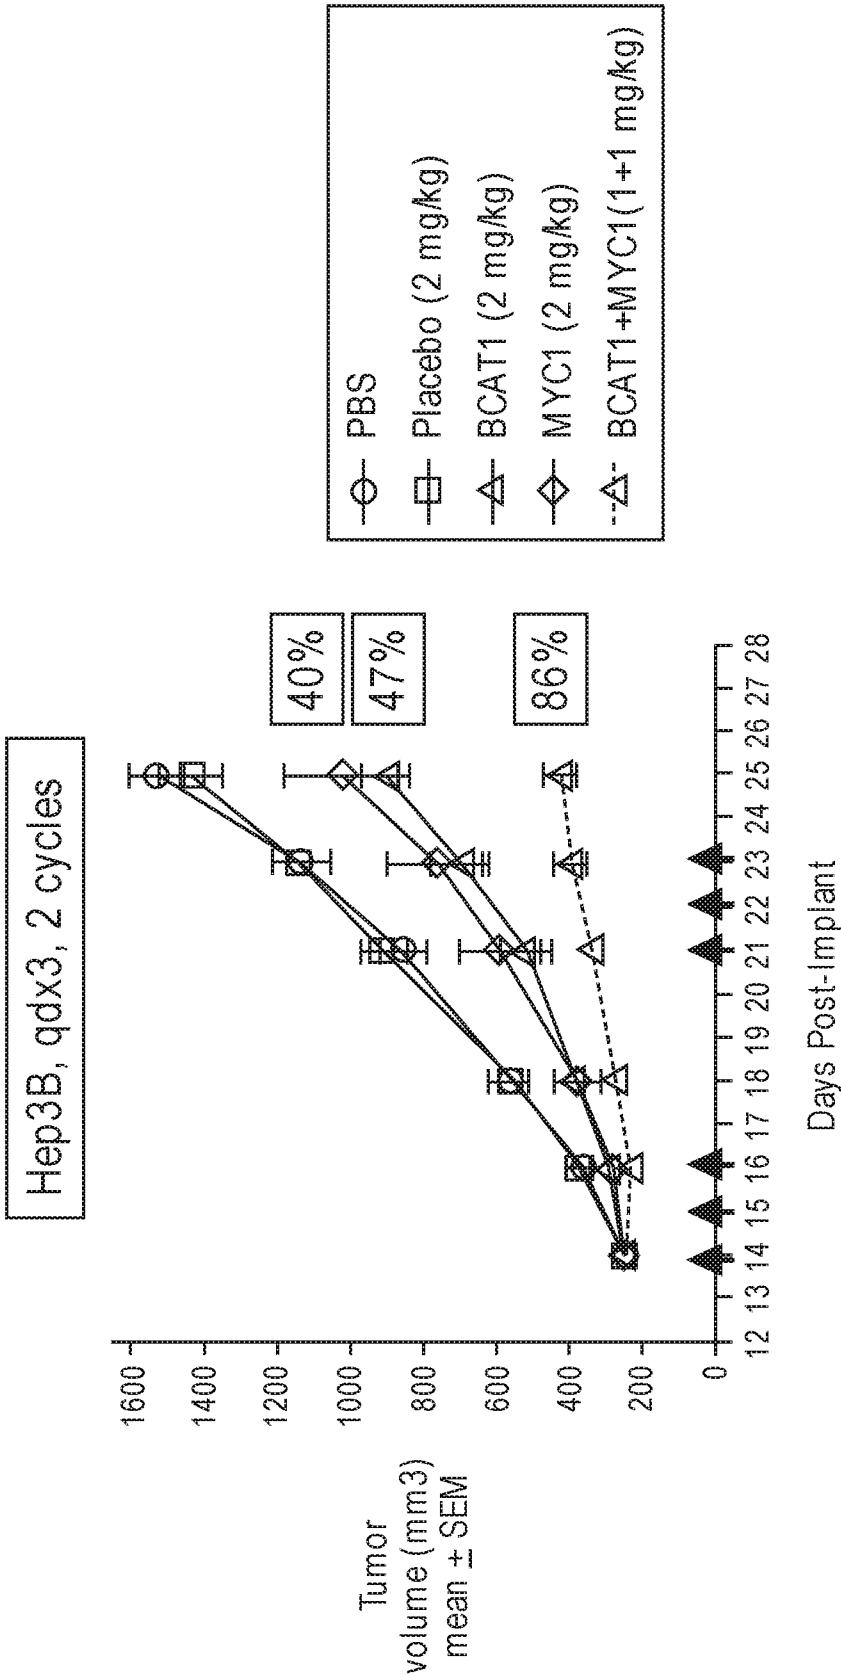 Hep3B, qdx3, 2 cycles
Tumor
volume (mm3)
mean ± SEM
1600
1400
1200
1000
800
600
400
200
0
12 13 14 15 16 17 18 19 20 21 22 23 24 25 26 27 28
Days Post-Implant
40%
47%
86%
PBS
Placebo (2 mg/kg)
BCAT1 (2 mg/kg)
MYC1 (2 mg/kg)
BCAT1+MYC1(1+1 mg/kg)